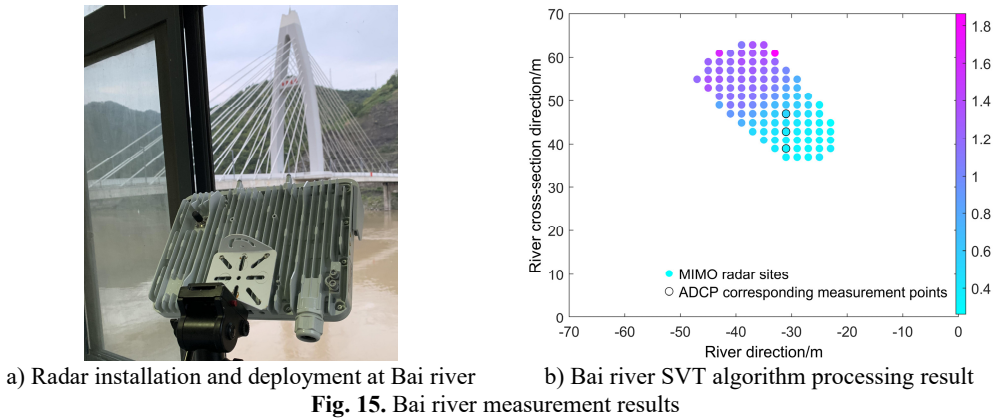 70
60
50
40
30
20
10
0
-70 -60 -50 -40 -30 -20 -10 0
River cross-section direction/m
River direction/m
MIMO radar sites
ADCP corresponding measurement points
1.8
1.6
1.4
1.2
1
0.8
0.6
0.4
a) Radar installation and deployment at Bai river
b) Bai river SVT algorithm processing result
Fig. 15. Bai river measurement results